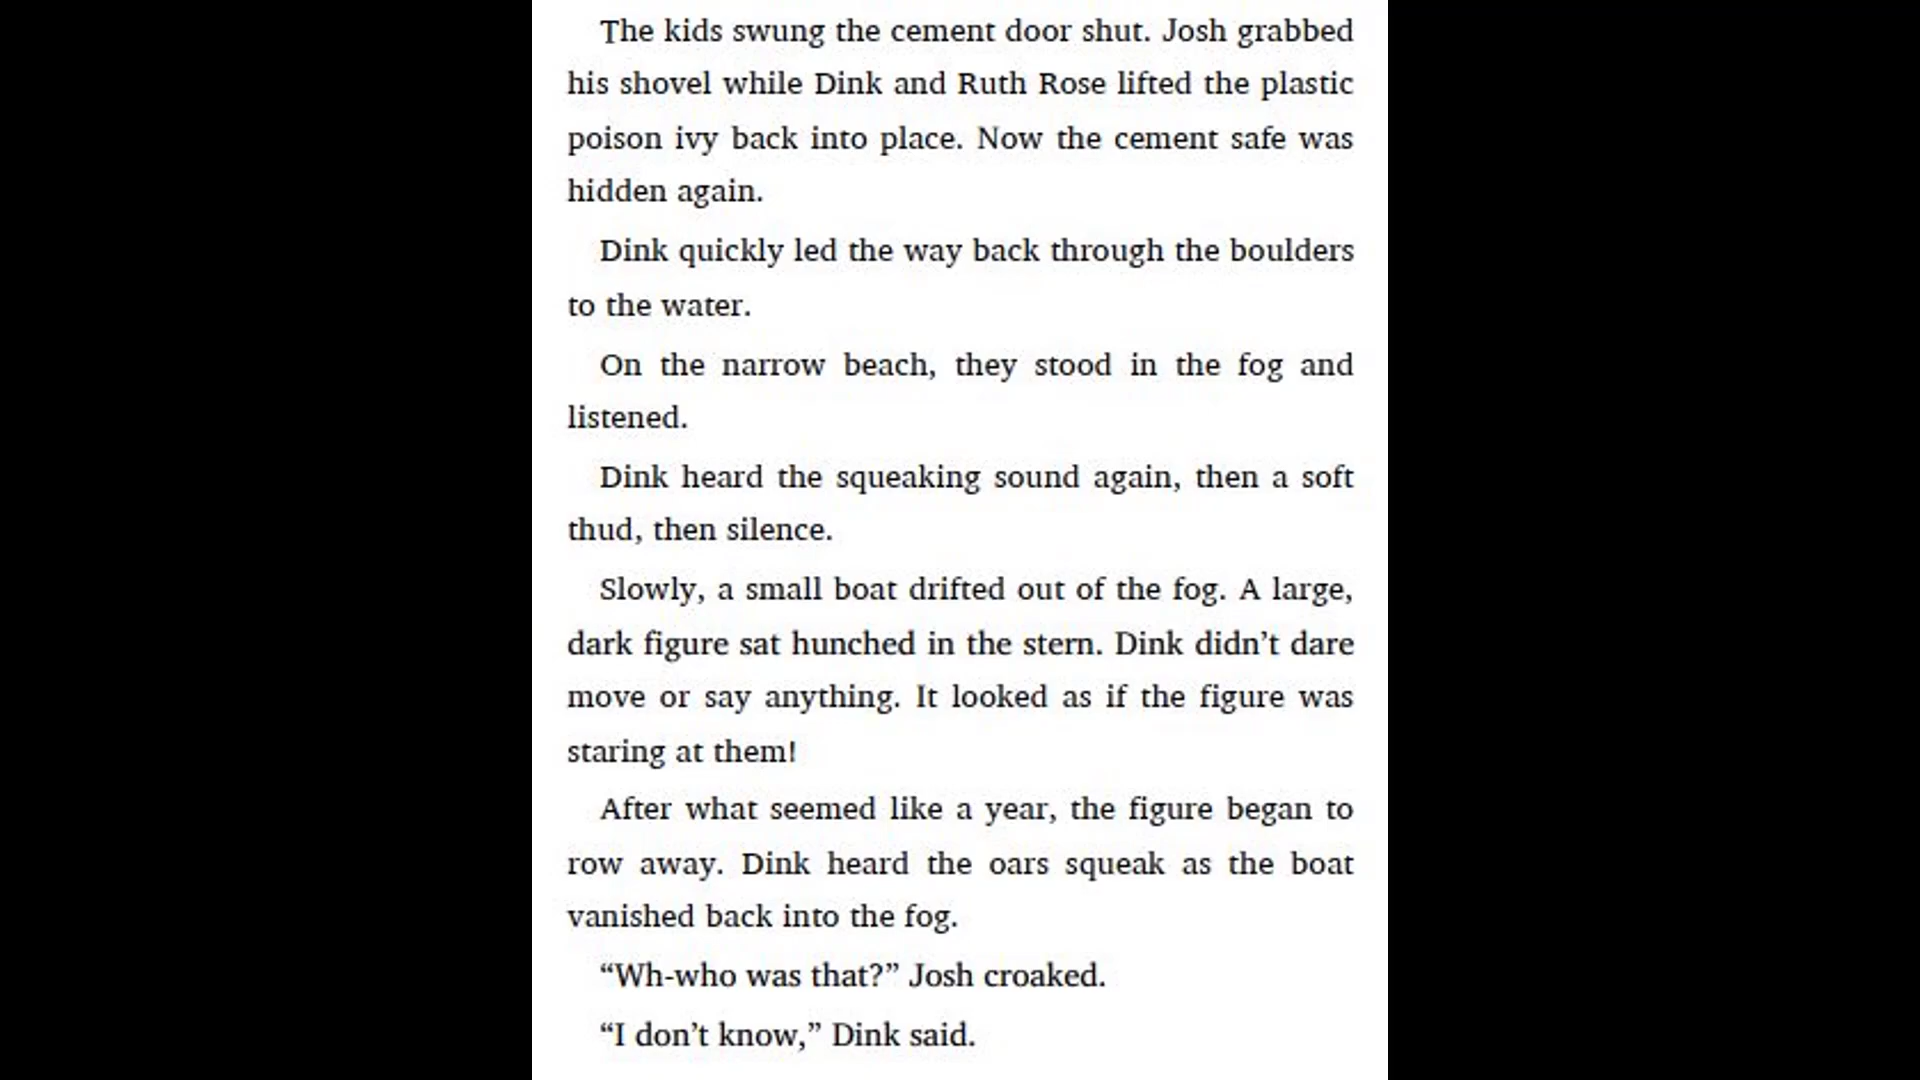 The kids swung the cement door shut. Josh grabbed
his shovel while Dink and Ruth Rose lifted the plastic
poison ivy back into place. Now the cement safe was
hidden again.
Dink quickly led the way back through the boulders
to the water.
On the narrow beach, they stood in the fog and
listened.
Dink heard the squeaking sound again, then a soft
thud, then silence.
Slowly, a small boat drifted out of the fog. A large,
dark figure sat hunched in the stern. Dink didn’t dare
move or say anything. It looked as if the figure was
staring at them!
After what seemed like a year, the figure began to
row away. Dink heard the oars squeak as the boat
vanished back into the fog.
“Wh-who was that?” Josh croaked.
“I don’t know,” Dink said.